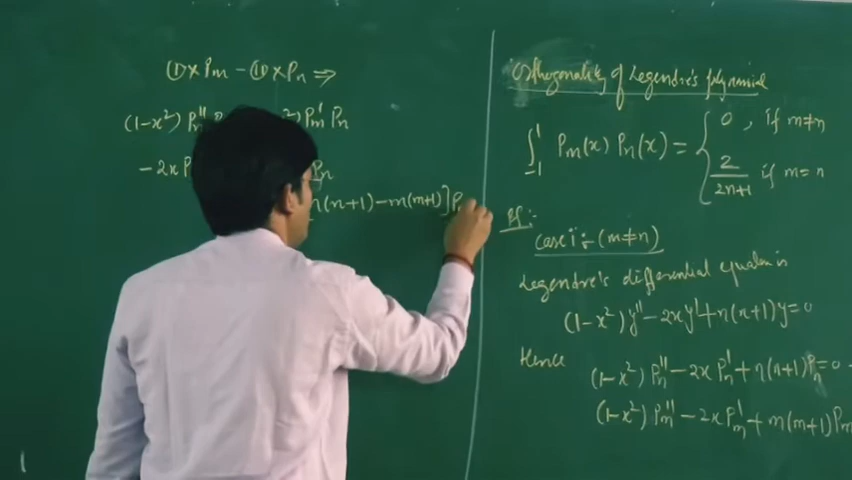 (I) × Pm − (II) × Pn ⇒
(1-x²) Pn'' ²) Pm' Pn
- 2x P Pn
n(n+1) - m(m+1)] P
Orthogonality of Legendre's polynomial
∫₋₁¹ Pm(x) Pn(x) = { 0 , if m≠n
2/2n+1 if m=n
Pf :-
Case i :- (m≠n)
Legendre's differential equation is
(1-x²)y'' - 2xy' + n(n+1)y = 0
Hence
(1-x²) Pn'' - 2x Pn' + n(n+1) Pn = 0 -
(1-x²) Pm'' - 2x Pm' + m(m+1) Pm